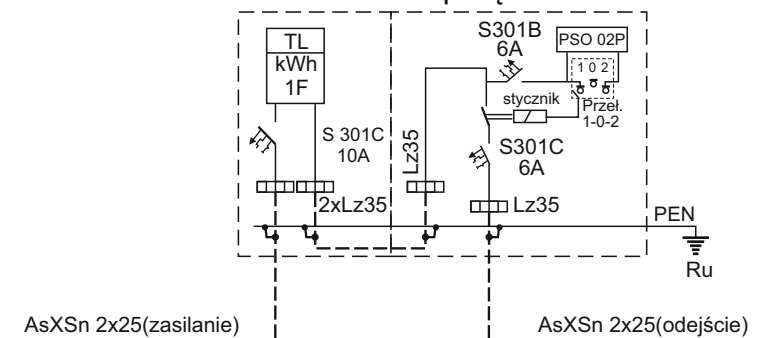 TL
kWh
1F
S 301C
10A
2xLz35
Lz35
S301B
6A
PSO 02P
1 0 2
stycznik
Przeł.
1-0-2
S301C
6A
Lz35
PEN
Ru
AsXSn 2x25(zasilanie)
AsXSn 2x25(odejście)